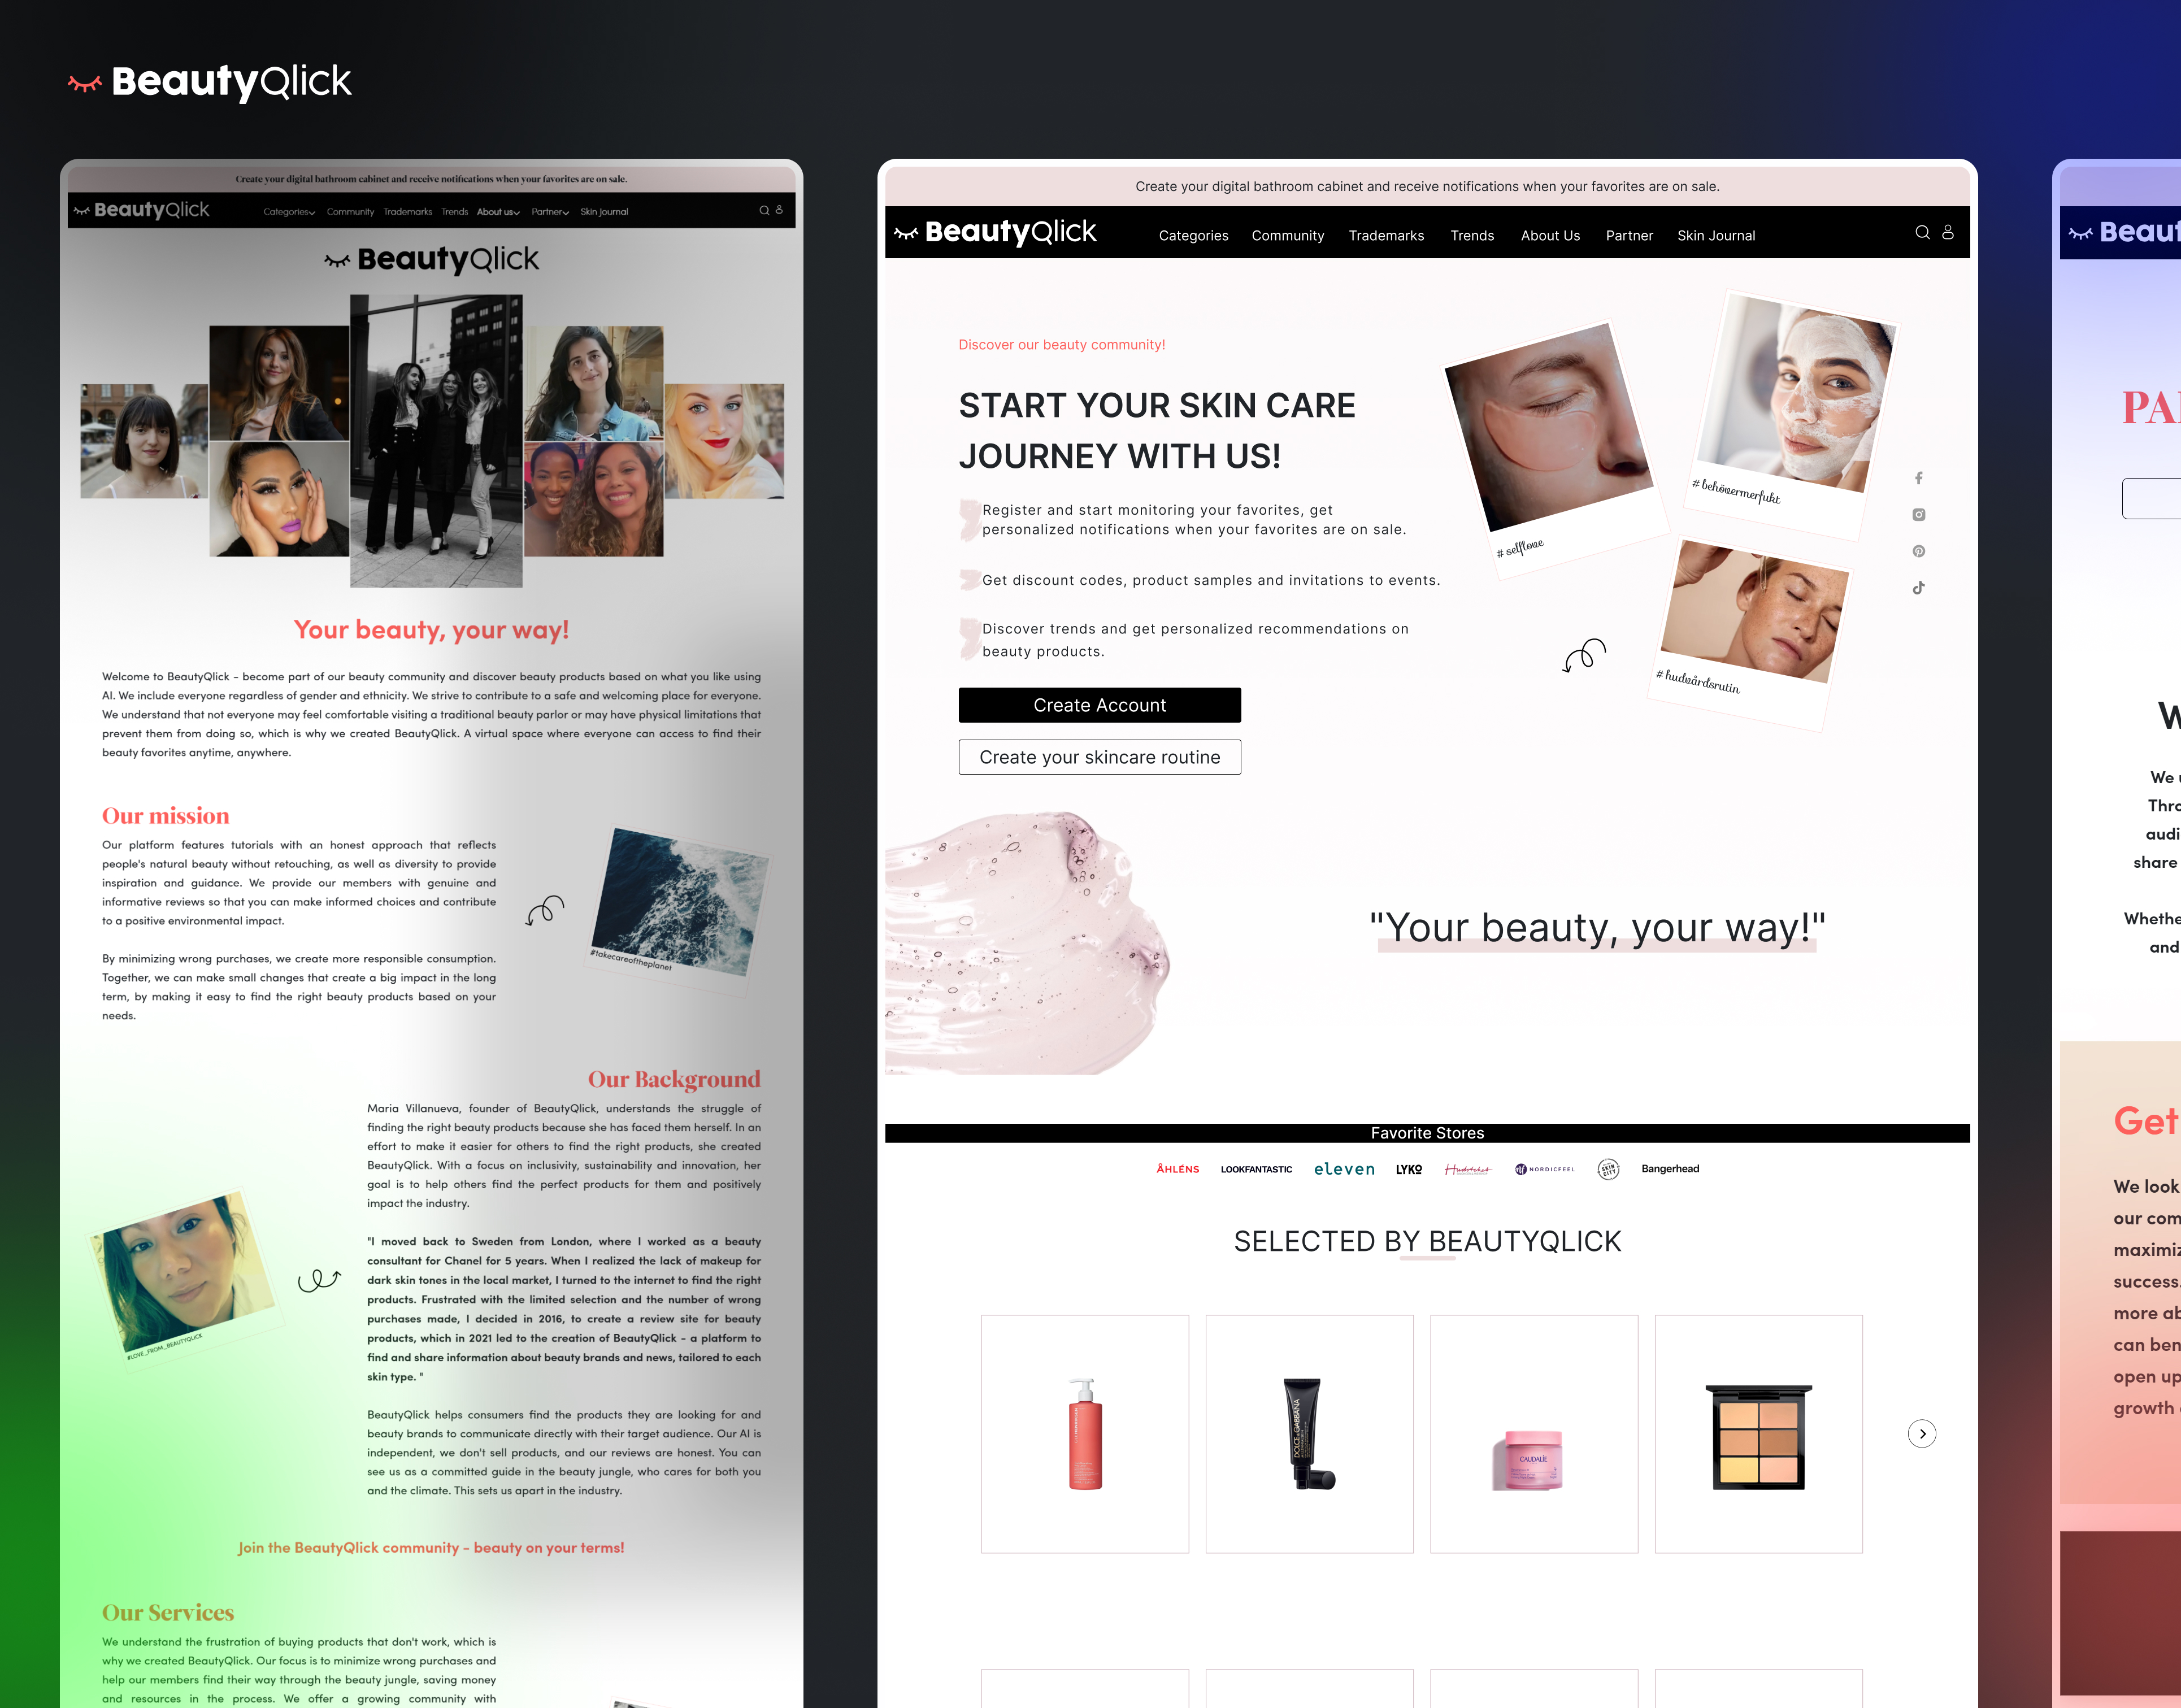 BeautyQlick
Create your digital bathroom cabinet and receive notifications when your favorites are on sale.
BeautyQlick
Categories Community Trademarks Trends About us Partner Skin Journal
BeautyQlick
Your beauty, your way!
Welcome to BeautyQlick - become part of our beauty community and discover beauty products based on what you like using
AI. We include everyone regardless of gender and ethnicity. We strive to contribute to a safe and welcoming place for everyone.
We understand that not everyone may feel comfortable visiting a traditional beauty parlor or may have physical limitations that
prevent them from doing so, which is why we created BeautyQlick. A virtual space where everyone can access to find their
beauty favorites anytime, anywhere.
Our mission
Our platform features tutorials with an honest approach that reflects
people's natural beauty without retouching, as well as diversity to provide
inspiration and guidance. We provide our members with genuine and
informative reviews so that you can make informed choices and contribute
to a positive environmental impact.
By minimizing wrong purchases, we create more responsible consumption.
Together, we can make small changes that create a big impact in the long
term, by making it easy to find the right beauty products based on your
needs.
#takecareoftheplanet
Our Background
Maria Villanueva, founder of BeautyQlick, understands the struggle of
finding the right beauty products because she has faced them herself. In an
effort to make it easier for others to find the right products, she created
BeautyQlick. With a focus on inclusivity, sustainability and innovation, her
goal is to help others find the perfect products for them and positively
impact the industry.
"I moved back to Sweden from London, where I worked as a beauty
consultant for Chanel for 5 years. When I realized the lack of makeup for
dark skin tones in the local market, I turned to the internet to find the right
products. Frustrated with the limited selection and the number of wrong
purchases made, I decided in 2016, to create a review site for beauty
products, which in 2021 led to the creation of BeautyQlick - a platform to
find and share information about beauty brands and news, tailored to each
skin type. "
#LOVE_FROM_BEAUTYQLICK
BeautyQlick helps consumers find the products they are looking for and
beauty brands to communicate directly with their target audience. Our AI is
independent, we don't sell products, and our reviews are honest. You can
see us as a committed guide in the beauty jungle, who cares for both you
and the climate. This sets us apart in the industry.
Join the BeautyQlick community - beauty on your terms!
Our Services
We understand the frustration of buying products that don't work, which is
why we created BeautyQlick. Our focus is to minimize wrong purchases and
help our members find their way through the beauty jungle, saving money
and resources in the process. We offer a growing community with
Create your digital bathroom cabinet and receive notifications when your favorites are on sale.
BeautyQlick
Categories Community Trademarks Trends About Us Partner Skin Journal
Discover our beauty community!
START YOUR SKIN CARE
JOURNEY WITH US!
Register and start monitoring your favorites, get
personalized notifications when your favorites are on sale.
Get discount codes, product samples and invitations to events.
Discover trends and get personalized recommendations on
beauty products.
Create Account
Create your skincare routine
#selflove
#behövermerfukt
#hudvårdsrutin
"Your beauty, your way!"
Favorite Stores
ÅHLÉNS LOOKFANTASTIC eleven LYKO Hudoteket NORDICFEEL SKIN CITY Bangerhead
SELECTED BY BEAUTYQLICK
DOLCE & GABBANA
CAUDALIE
Beaut
PA
W
We
Thro
audi
share
Whethe
and
Get
We look
our com
maximiz
success.
more ab
can ben
open up
growth